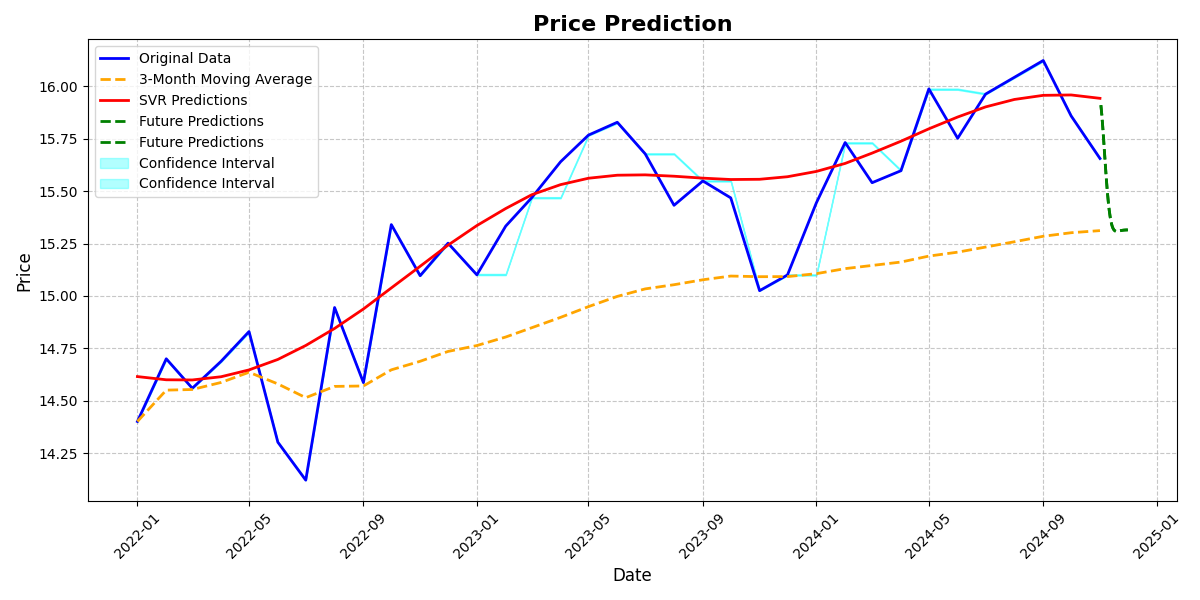 Price Prediction
Original Data
3-Month Moving Average
SVR Predictions
Future Predictions
Future Predictions
Confidence Interval
Confidence Interval
Price
16.00
15.75
15.50
15.25
15.00
14.75
14.50
14.25
2022-01
2022-05
2022-09
2023-01
2023-05
2023-09
2024-01
2024-05
2024-09
2025-01
Date